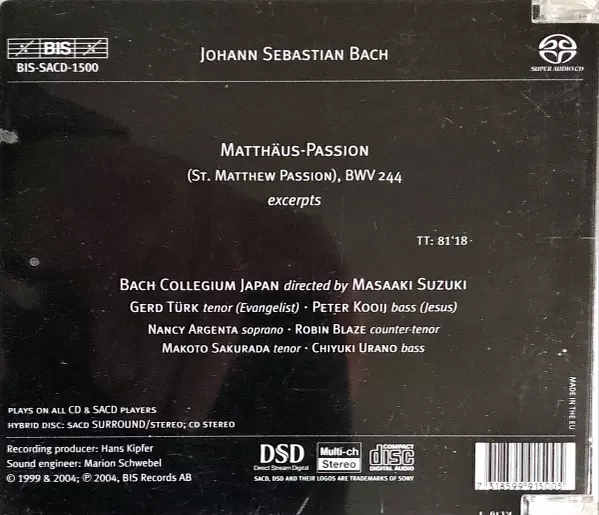 BIS
BIS-SACD-1500
JOHANN SEBASTIAN BACH
SUPER AUDIO CD
MATTHÄUS-PASSION
(ST. MATTHEW PASSION), BWV 244
excerpts
TT: 81'18
BACH COLLEGIUM JAPAN directed by MASAAKI SUZUKI
GERD TÜRK tenor (Evangelist) · PETER KOOIJ bass (Jesus)
NANCY ARGENTA soprano · ROBIN BLAZE counter-tenor
MAKOTO SAKURADA tenor · CHIYUKI URANO bass
MADE IN THE EU
PLAYS ON ALL CD & SACD PLAYERS
HYBRID DISC: SACD SURROUND/STEREO; CD STEREO
Recording producer: Hans Kipfer
Sound engineer: Marion Schwebel
© 1999 & 2004; ℗ 2004, BIS Records AB
DSD
Direct Stream Digital
Multi-ch
Stereo
COMPACT
disc
DIGITAL AUDIO
SACD, DSD AND THEIR LOGOS ARE TRADEMARKS OF SONY
7 318599 915005